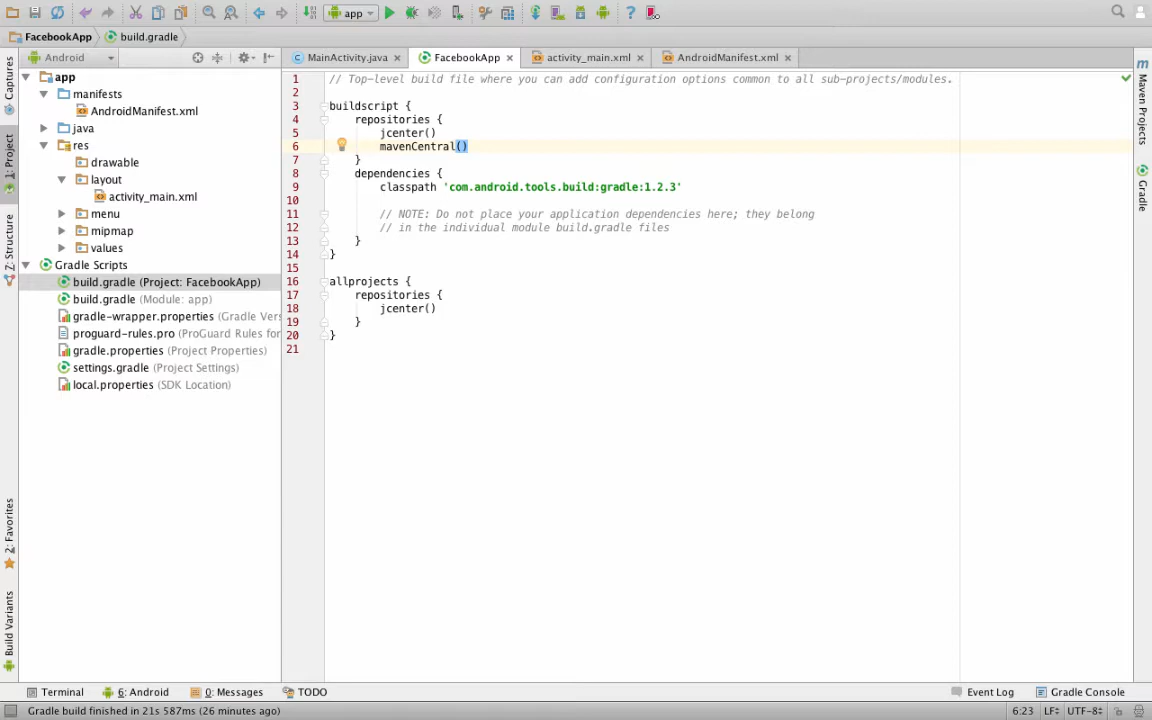 app
FacebookApp
build.gradle
Android
MainActivity.java
FacebookApp
activity_main.xml
AndroidManifest.xml
app
manifests
AndroidManifest.xml
java
res
drawable
layout
activity_main.xml
menu
mipmap
values
Gradle Scripts
build.gradle (Project: FacebookApp)
build.gradle (Module: app)
gradle-wrapper.properties (Gradle Vers
proguard-rules.pro (ProGuard Rules for
gradle.properties (Project Properties)
settings.gradle (Project Settings)
local.properties (SDK Location)
Captures
1: Project
Z: Structure
2: Favorites
Build Variants
1 // Top-level build file where you can add configuration options common to all sub-projects/modules.
2
3 buildscript {
4 repositories {
5 jcenter()
6 mavenCentral()
7 }
8 dependencies {
9 classpath 'com.android.tools.build:gradle:1.2.3'
10
11 // NOTE: Do not place your application dependencies here; they belong
12 // in the individual module build.gradle files
13 }
14 }
15
16 allprojects {
17 repositories {
18 jcenter()
19 }
20 }
21
m
Maven Projects
Gradle
Terminal
6: Android
0: Messages
TODO
Event Log
Gradle Console
Gradle build finished in 21s 587ms (26 minutes ago)
6:23
LF
UTF-8